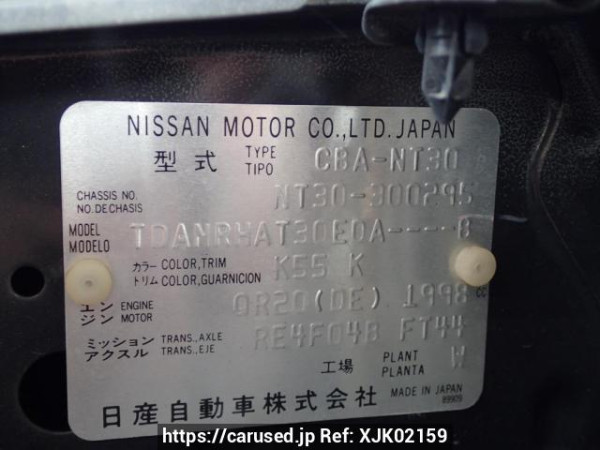 NISSAN MOTOR CO.,LTD. JAPAN
型式 TYPE TIPO CBA-NT30
CHASSIS NO. NO. DE CHASIS NT30-300295
MODEL MODELO TDANRHAT30EDA-----B
カラー トリム COLOR,TRIM COLOR,GUARNICION K55 K
エンジン ENGINE MOTOR QR20(DE) 1998 cc
ミッション アクスル TRANS.,AXLE TRANS.,EJE RE4F04B FT44
工場 PLANT PLANTA W
日産自動車株式会社 MADE IN JAPAN
https://carused.jp Ref: XJK02159